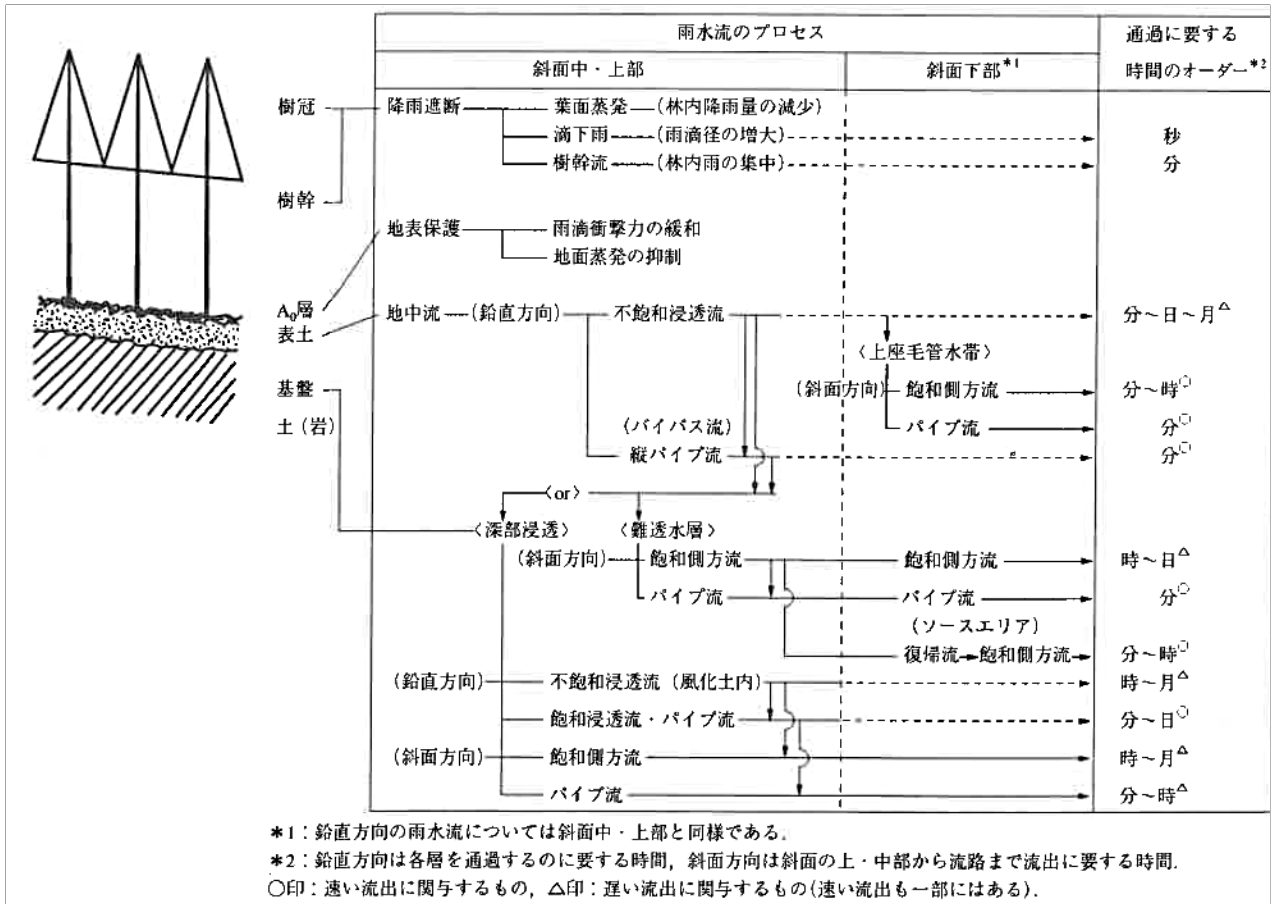 雨水流のプロセス 通過に要する
斜面中・上部 斜面下部*1 時間のオーダー*2
樹冠 降雨遮断 葉面蒸発 (林内降雨量の減少)
滴下雨 (雨滴径の増大) 秒
樹幹流 (林内雨の集中) 分
樹幹
地表保護 雨滴衝撃力の緩和
地面蒸発の抑制
A₀層
表土 地中流 (鉛直方向) 不飽和浸透流 分～日～月△
〈上座毛管水帯〉
基盤 (斜面方向) 飽和側方流 分～時○
土(岩) (バイパス流) パイプ流 分○
縦パイプ流 分○
〈or〉
〈深部浸透〉 〈難透水層〉
(斜面方向) 飽和側方流 飽和側方流 時～日△
パイプ流 パイプ流 分○
(ソースエリア)
復帰流 飽和側方流 分～時○
(鉛直方向) 不飽和浸透流 (風化土内) 時～月△
飽和浸透流・パイプ流 分～日○
(斜面方向) 飽和側方流 時～月△
パイプ流 分～時△
*1：鉛直方向の雨水流については斜面中・上部と同様である．
*2：鉛直方向は各層を通過するのに要する時間，斜面方向は斜面の上・中部から流路まで流出に要する時間．
○印：速い流出に関与するもの，△印：遅い流出に関与するもの(速い流出も一部にはある)．